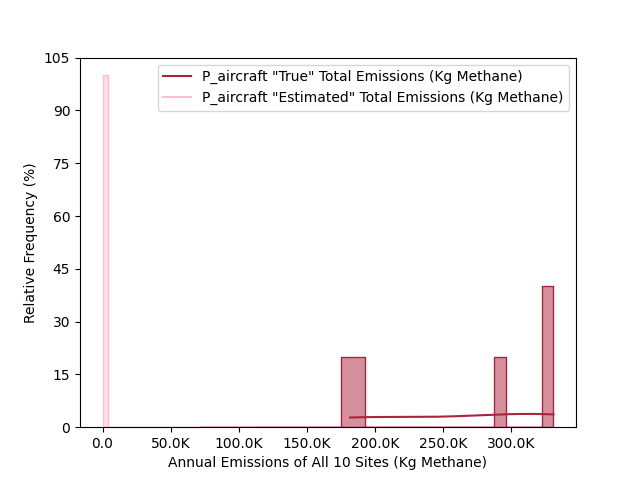 P_aircraft "True" Total Emissions (Kg Methane)
P_aircraft "Estimated" Total Emissions (Kg Methane)
105
90
75
60
45
30
15
0
Relative Frequency (%)
0.0 50.0K 100.0K 150.0K 200.0K 250.0K 300.0K
Annual Emissions of All 10 Sites (Kg Methane)